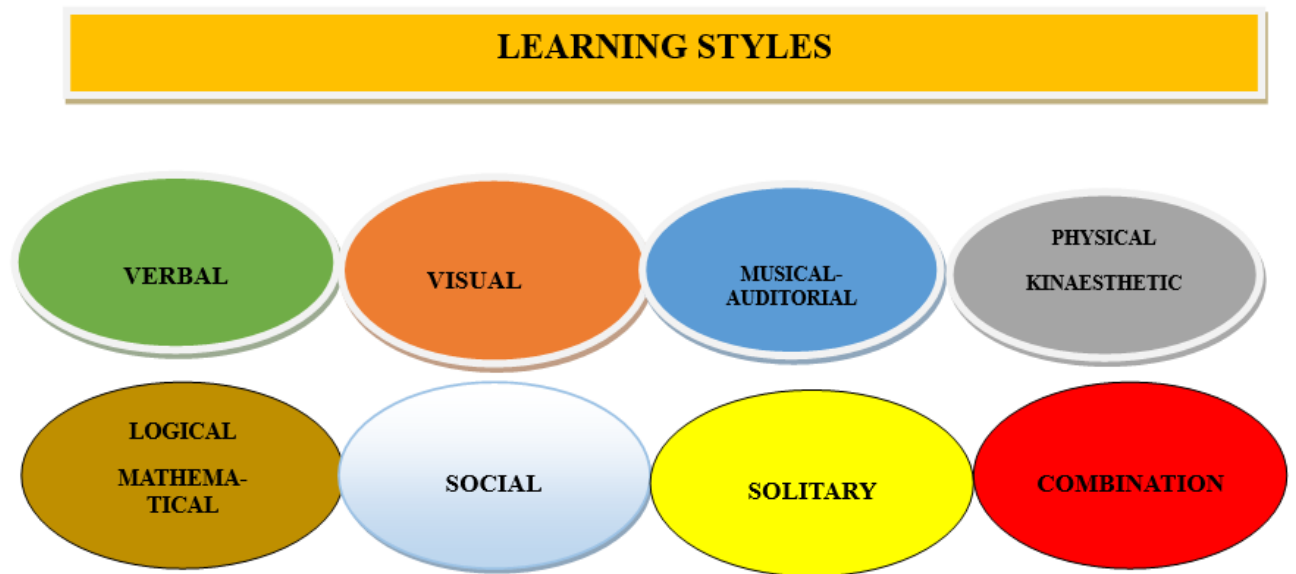 LEARNING STYLES
VERBAL
VISUAL
MUSICAL-
AUDITORIAL
PHYSICAL
KINAESTHETIC
LOGICAL
MATHEMA-
TICAL
SOCIAL
SOLITARY
COMBINATION